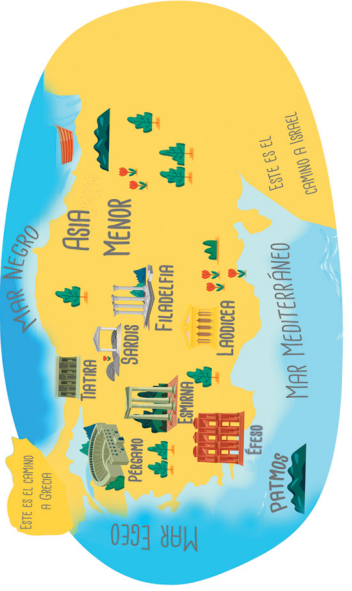 MAR NEGRO
ESTE ES EL CAMINO
A GRECIA
ASIA
MENOR
TIATIRA
SARDIS
FILADELFIA
PÉRGAMO
ESMIRNA
LAODICEA
ÉFESO
MAR EGEO
PATMOS
MAR MEDITERRÁNEO
ESTE ES EL
CAMINO A ISRAEL